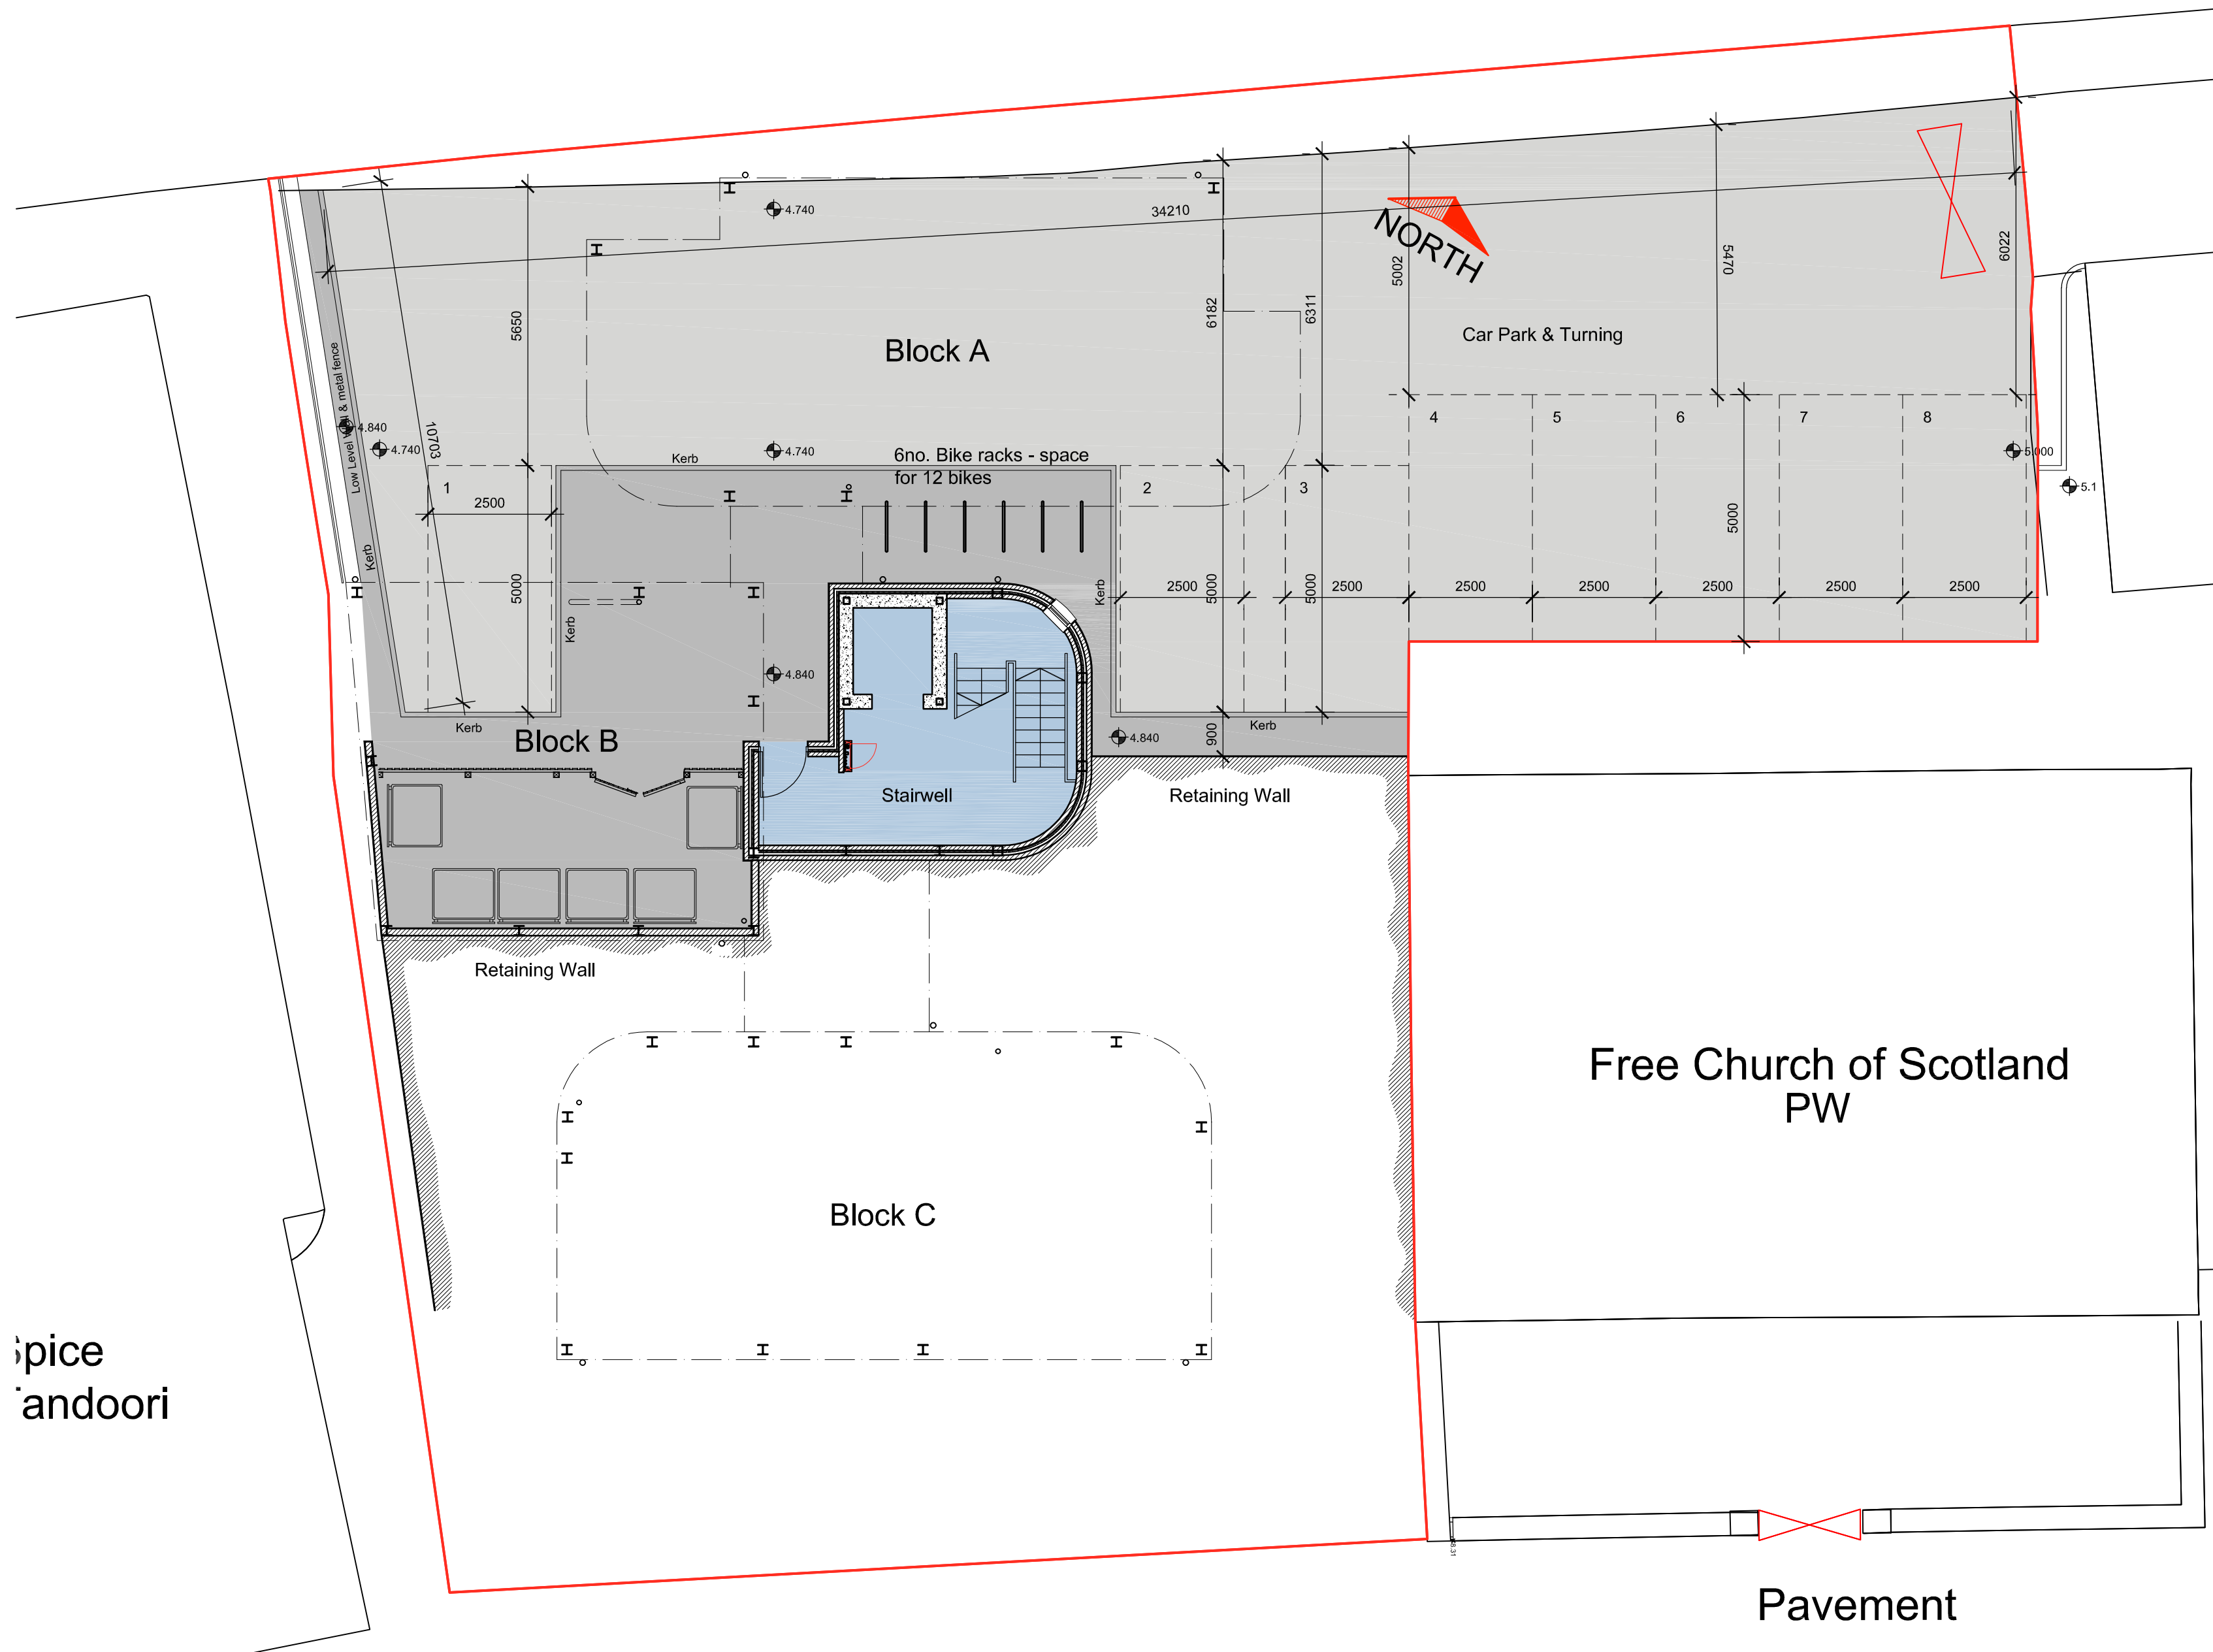 4.740
34210
NORTH
5002
5470
6022
5650
6182
6311
Block A
Car Park & Turning
Low Level Wall & metal fence
4.840
4.740
10703
4.740
Kerb
6no. Bike racks - space
for 12 bikes
1
2
3
4
5
6
7
8
5.000
5.1
2500
5000
Kerb
Kerb
5000
Kerb
2500
5000
5000
2500
2500
2500
2500
2500
2500
4.840
Kerb
Block B
4.840
900
Kerb
Stairwell
Retaining Wall
Retaining Wall
Free Church of Scotland
PW
Block C
pice
andoori
8.31
Pavement